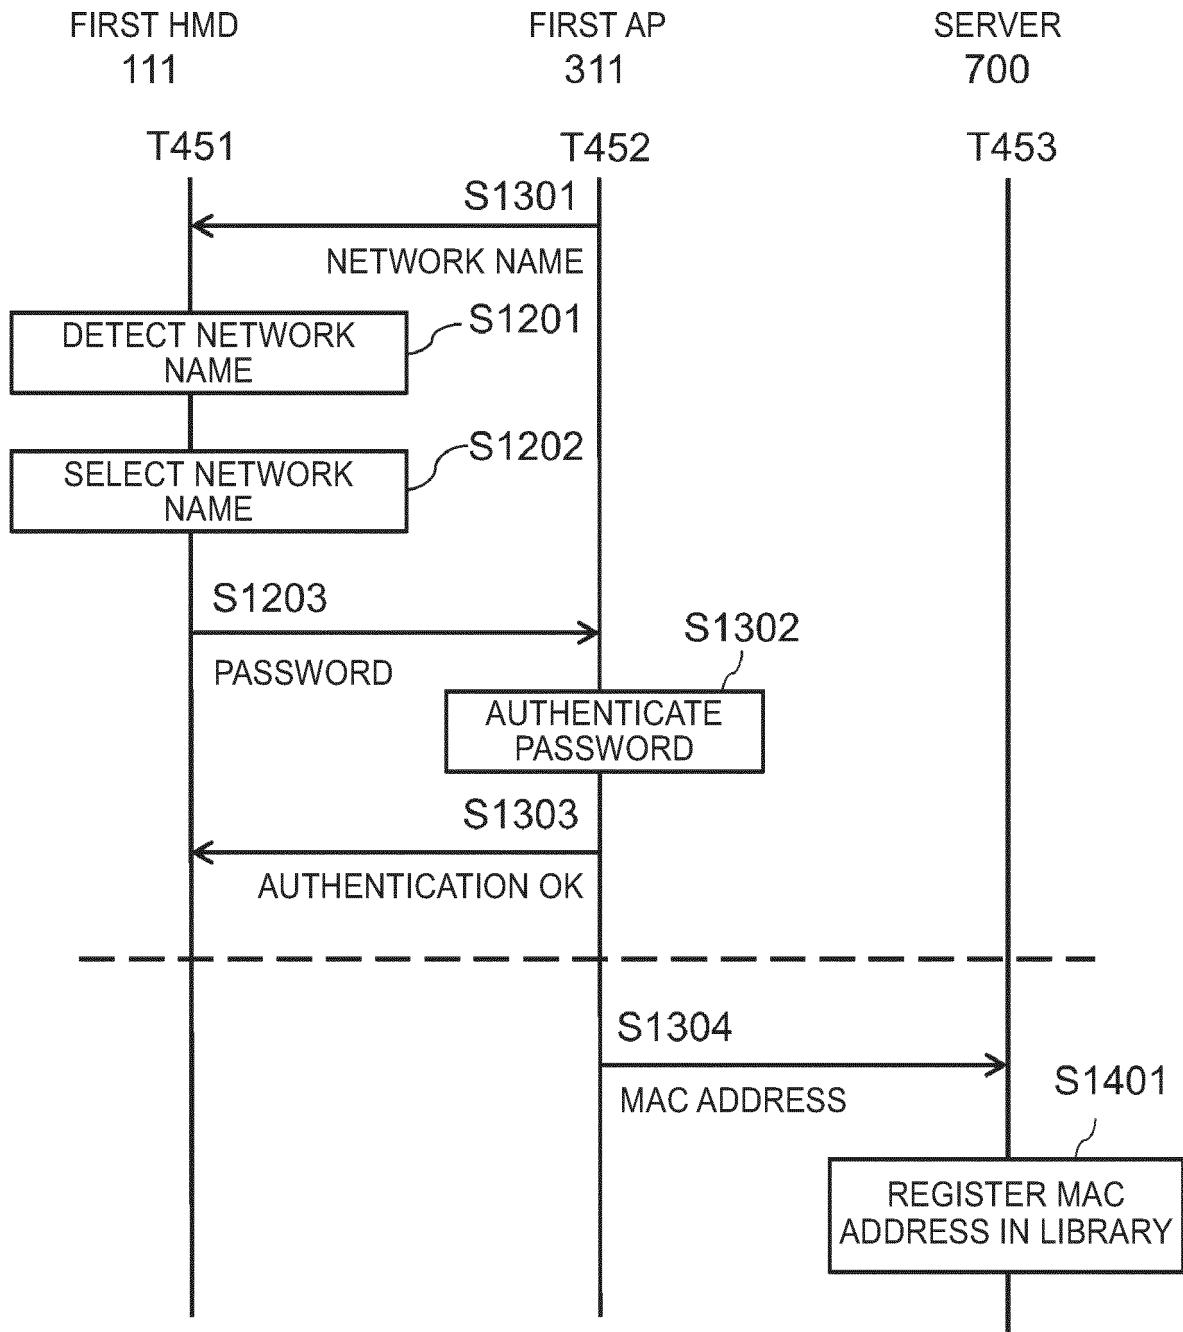 FIRST HMD
111
FIRST AP
311
SERVER
700
T451
T452
T453
S1301
NETWORK NAME
DETECT NETWORK
NAME
S1201
SELECT NETWORK
NAME
S1202
S1203
PASSWORD
S1302
AUTHENTICATE
PASSWORD
S1303
AUTHENTICATION OK
S1304
MAC ADDRESS
S1401
REGISTER MAC
ADDRESS IN LIBRARY